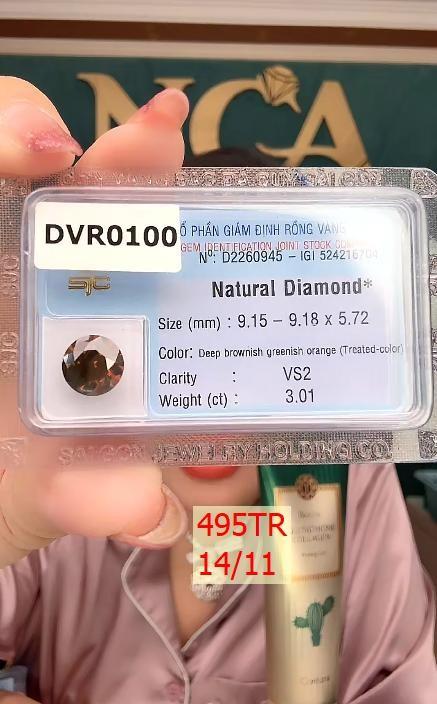 NCA
DVR0100
Ổ PHẦN GIÁM ĐỊNH RỒNG VÀNG
GEM IDENTIFICATION JOINT STOCK
Nº: D2260945 – IGI 524216704
SJC
Natural Diamond*
Size (mm) : 9.15 – 9.18 x 5.72
Color: Deep brownish greenish orange (Treated-color)
Clarity : VS2
Weight (ct) : 3.01
SAIGON JEWELRY HOLDING CO
495TR
14/11
COLLAGEN